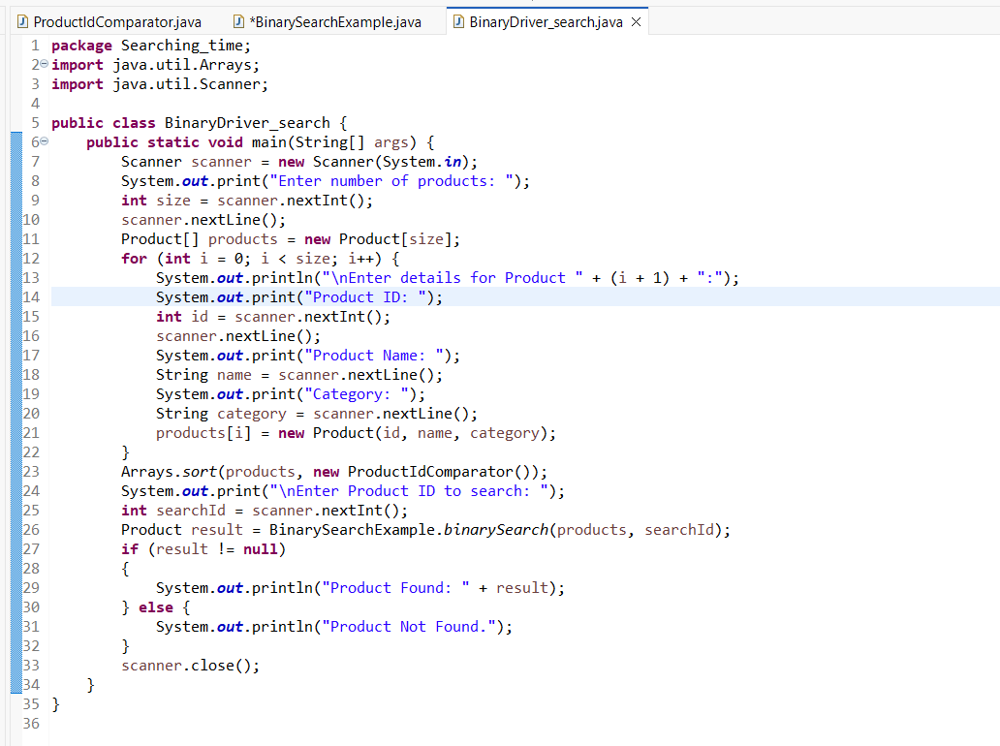 ProductIdComparator.java *BinarySearchExample.java BinaryDriver_search.java
1 package Searching_time;
2 import java.util.Arrays;
3 import java.util.Scanner;
4
5 public class BinaryDriver_search {
6     public static void main(String[] args) {
7         Scanner scanner = new Scanner(System.in);
8         System.out.print("Enter number of products: ");
9         int size = scanner.nextInt();
10         scanner.nextLine();
11         Product[] products = new Product[size];
12         for (int i = 0; i < size; i++) {
13             System.out.println("\nEnter details for Product " + (i + 1) + ":");
14             System.out.print("Product ID: ");
15             int id = scanner.nextInt();
16             scanner.nextLine();
17             System.out.print("Product Name: ");
18             String name = scanner.nextLine();
19             System.out.print("Category: ");
20             String category = scanner.nextLine();
21             products[i] = new Product(id, name, category);
22         }
23         Arrays.sort(products, new ProductIdComparator());
24         System.out.print("\nEnter Product ID to search: ");
25         int searchId = scanner.nextInt();
26         Product result = BinarySearchExample.binarySearch(products, searchId);
27         if (result != null)
28         {
29             System.out.println("Product Found: " + result);
30         } else {
31             System.out.println("Product Not Found.");
32         }
33         scanner.close();
34     }
35 }
36